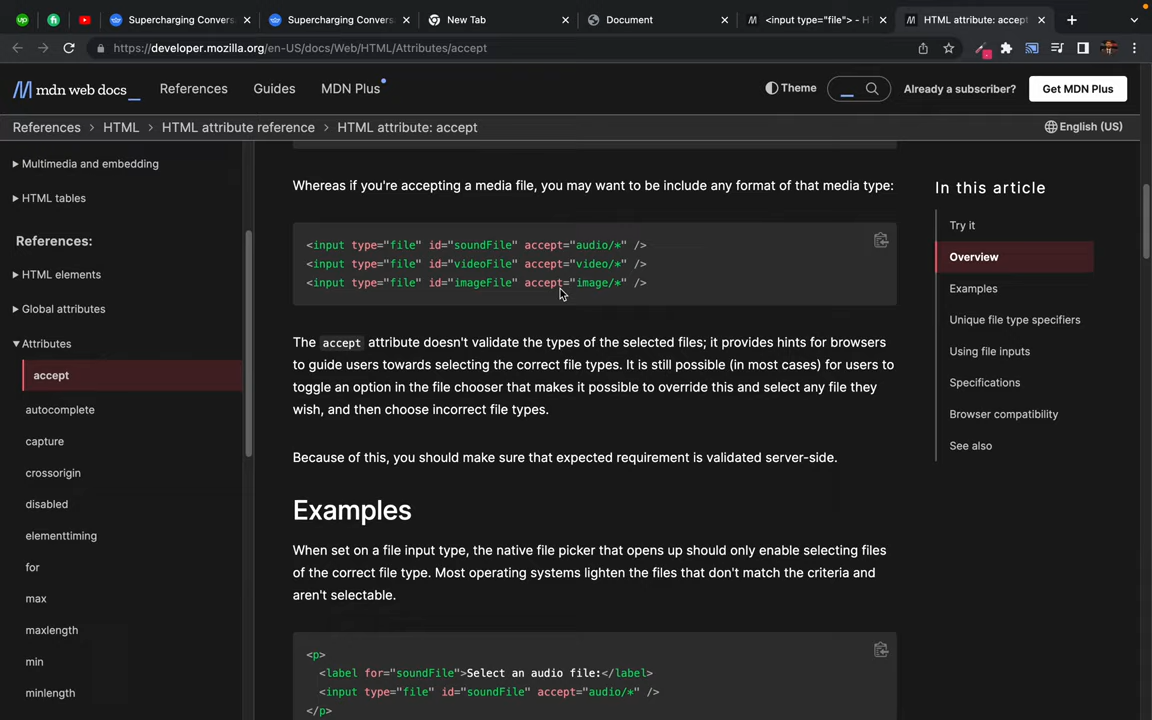 Supercharging Convers
Supercharging Convers
New Tab
Document
<input type="file"> - H
HTML attribute: accept
https://developer.mozilla.org/en-US/docs/Web/HTML/Attributes/accept
mdn web docs_
References
Guides
MDN Plus
Theme
Already a subscriber?
Get MDN Plus
References > HTML > HTML attribute reference > HTML attribute: accept
English (US)
Multimedia and embedding
HTML tables
References:
HTML elements
Global attributes
Attributes
accept
autocomplete
capture
crossorigin
disabled
elementtiming
for
max
maxlength
min
minlength
Whereas if you're accepting a media file, you may want to be include any format of that media type:
<input type="file" id="soundFile" accept="audio/*" />
<input type="file" id="videoFile" accept="video/*" />
<input type="file" id="imageFile" accept="image/*" />
The accept attribute doesn't validate the types of the selected files; it provides hints for browsers
to guide users towards selecting the correct file types. It is still possible (in most cases) for users to
toggle an option in the file chooser that makes it possible to override this and select any file they
wish, and then choose incorrect file types.
Because of this, you should make sure that expected requirement is validated server-side.
Examples
When set on a file input type, the native file picker that opens up should only enable selecting files
of the correct file type. Most operating systems lighten the files that don't match the criteria and
aren't selectable.
<p>
<label for="soundFile">Select an audio file:</label>
<input type="file" id="soundFile" accept="audio/*" />
</p>
In this article
Try it
Overview
Examples
Unique file type specifiers
Using file inputs
Specifications
Browser compatibility
See also